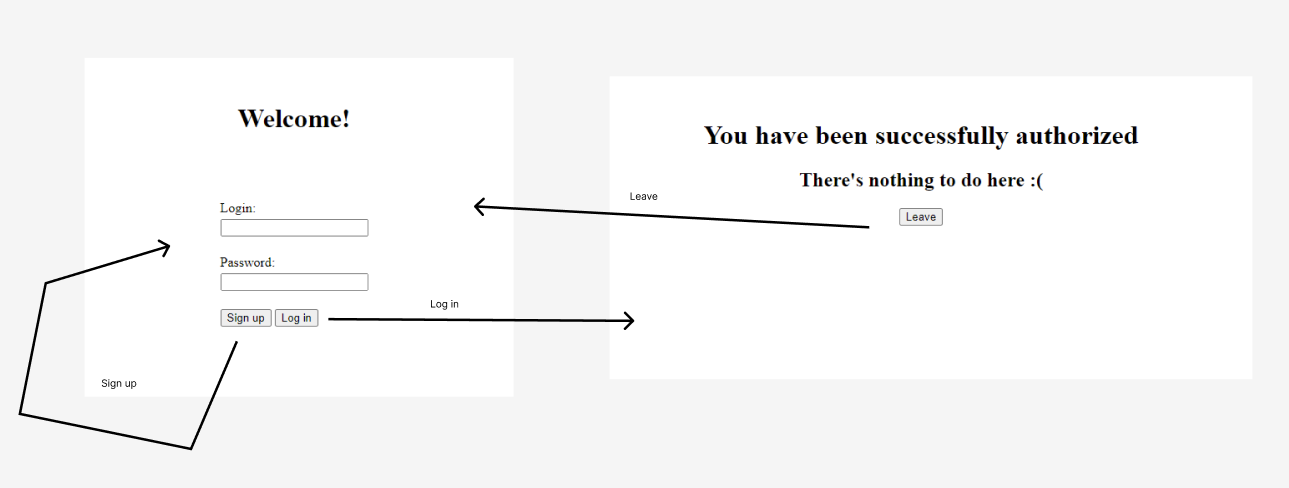 Welcome!
Login:
Password:
Sign up Log in
Sign up
Log in
Leave
You have been successfully authorized
There's nothing to do here :(
Leave